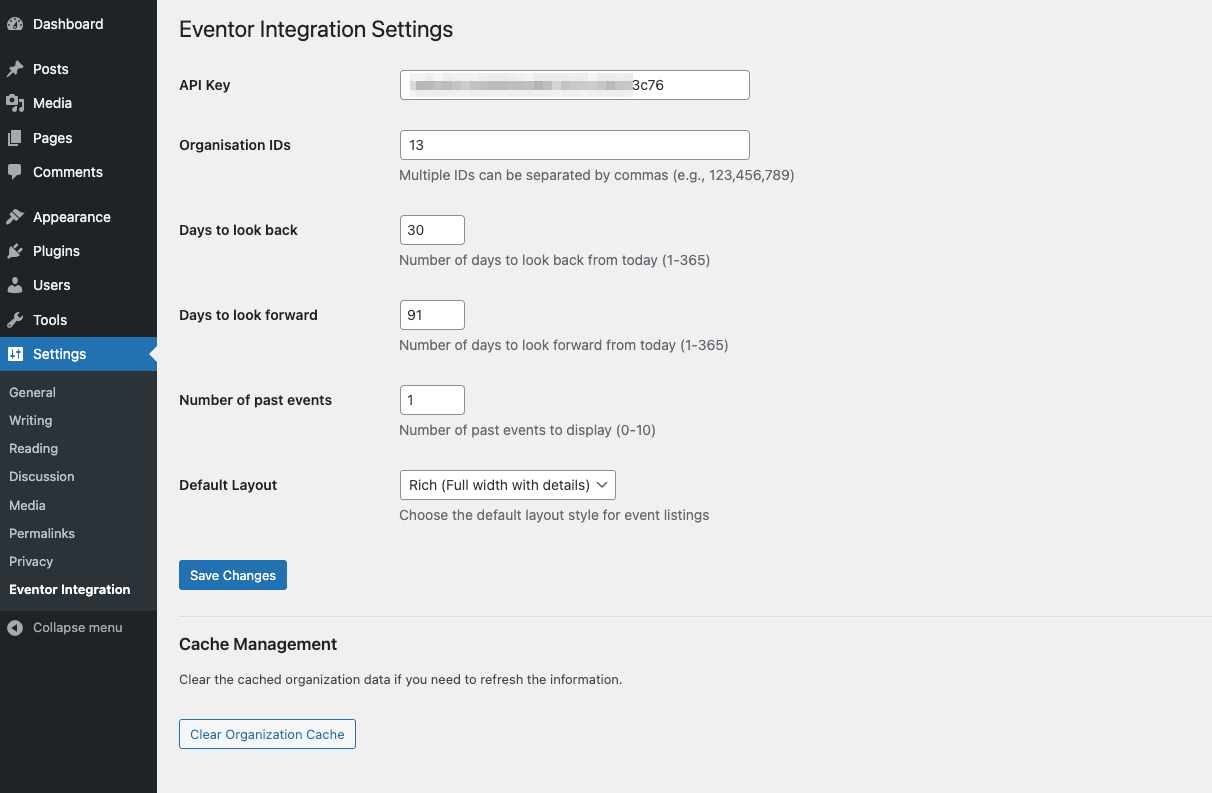 Dashboard
Posts
Media
Pages
Comments
Appearance
Plugins
Users
Tools
Settings
General
Writing
Reading
Discussion
Media
Permalinks
Privacy
Eventor Integration
Collapse menu
Eventor Integration Settings
API Key
3c76
Organisation IDs
13
Multiple IDs can be separated by commas (e.g., 123,456,789)
Days to look back
30
Number of days to look back from today (1-365)
Days to look forward
91
Number of days to look forward from today (1-365)
Number of past events
1
Number of past events to display (0-10)
Default Layout
Rich (Full width with details)
Choose the default layout style for event listings
Save Changes
Cache Management
Clear the cached organization data if you need to refresh the information.
Clear Organization Cache